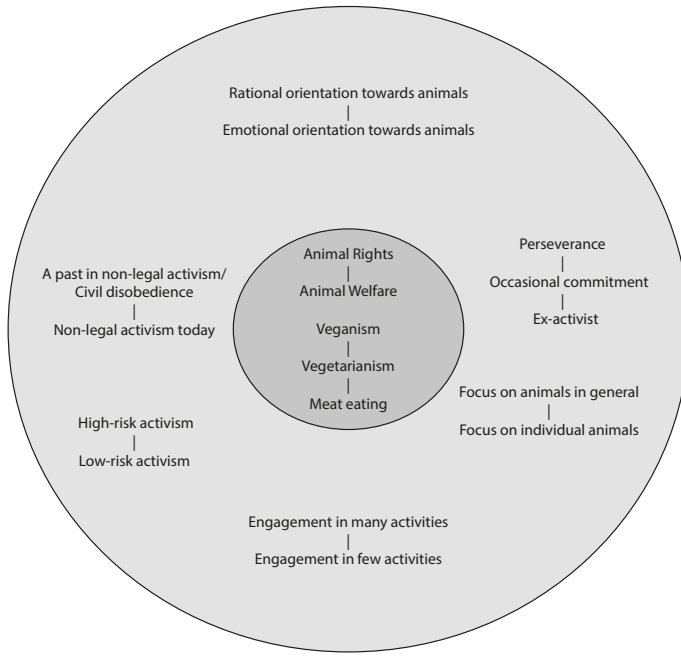 Rational orientation towards animals
|
Emotional orientation towards animals
A past in non-legal activism/
Civil disobedience
|
Non-legal activism today
Animal Rights
|
Animal Welfare
Veganism
|
Vegetarianism
|
Meat eating
Perseverance
|
Occasional commitment
|
Ex-activist
High-risk activism
|
Low-risk activism
Focus on animals in general
|
Focus on individual animals
Engagement in many activities
|
Engagement in few activities